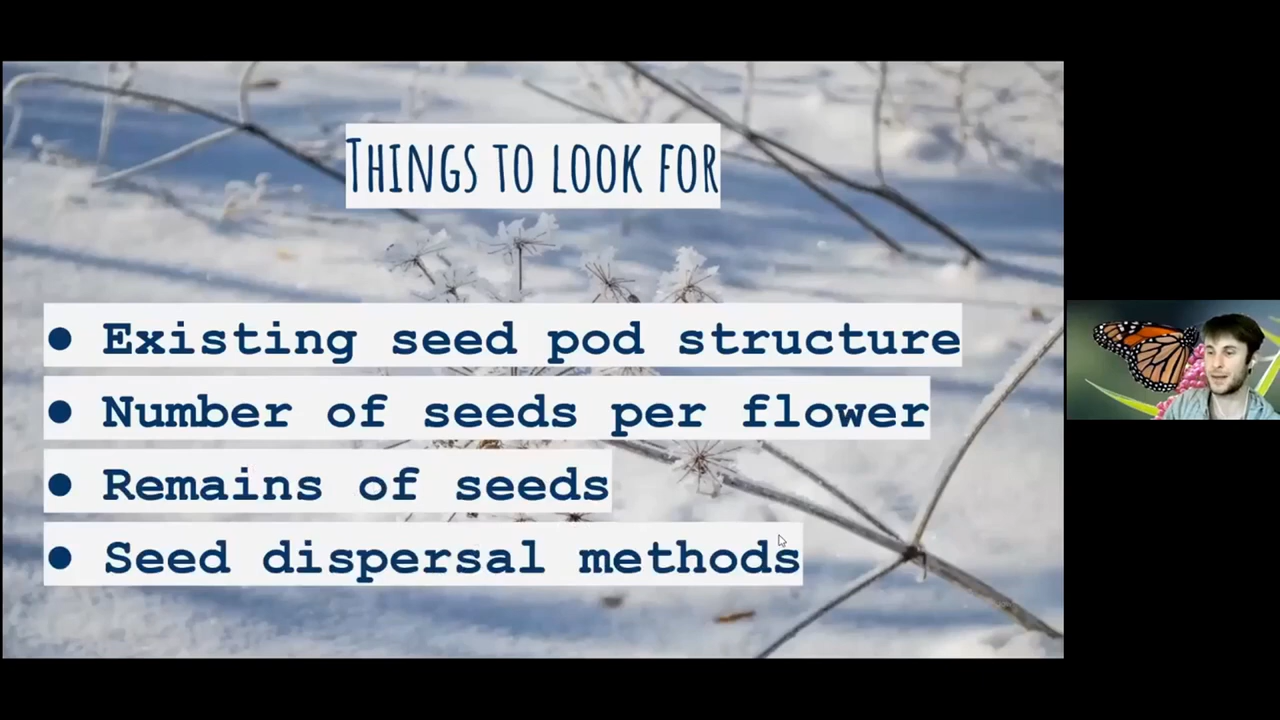 Things to look for
● Existing seed pod structure
● Number of seeds per flower
● Remains of seeds
● Seed dispersal methods